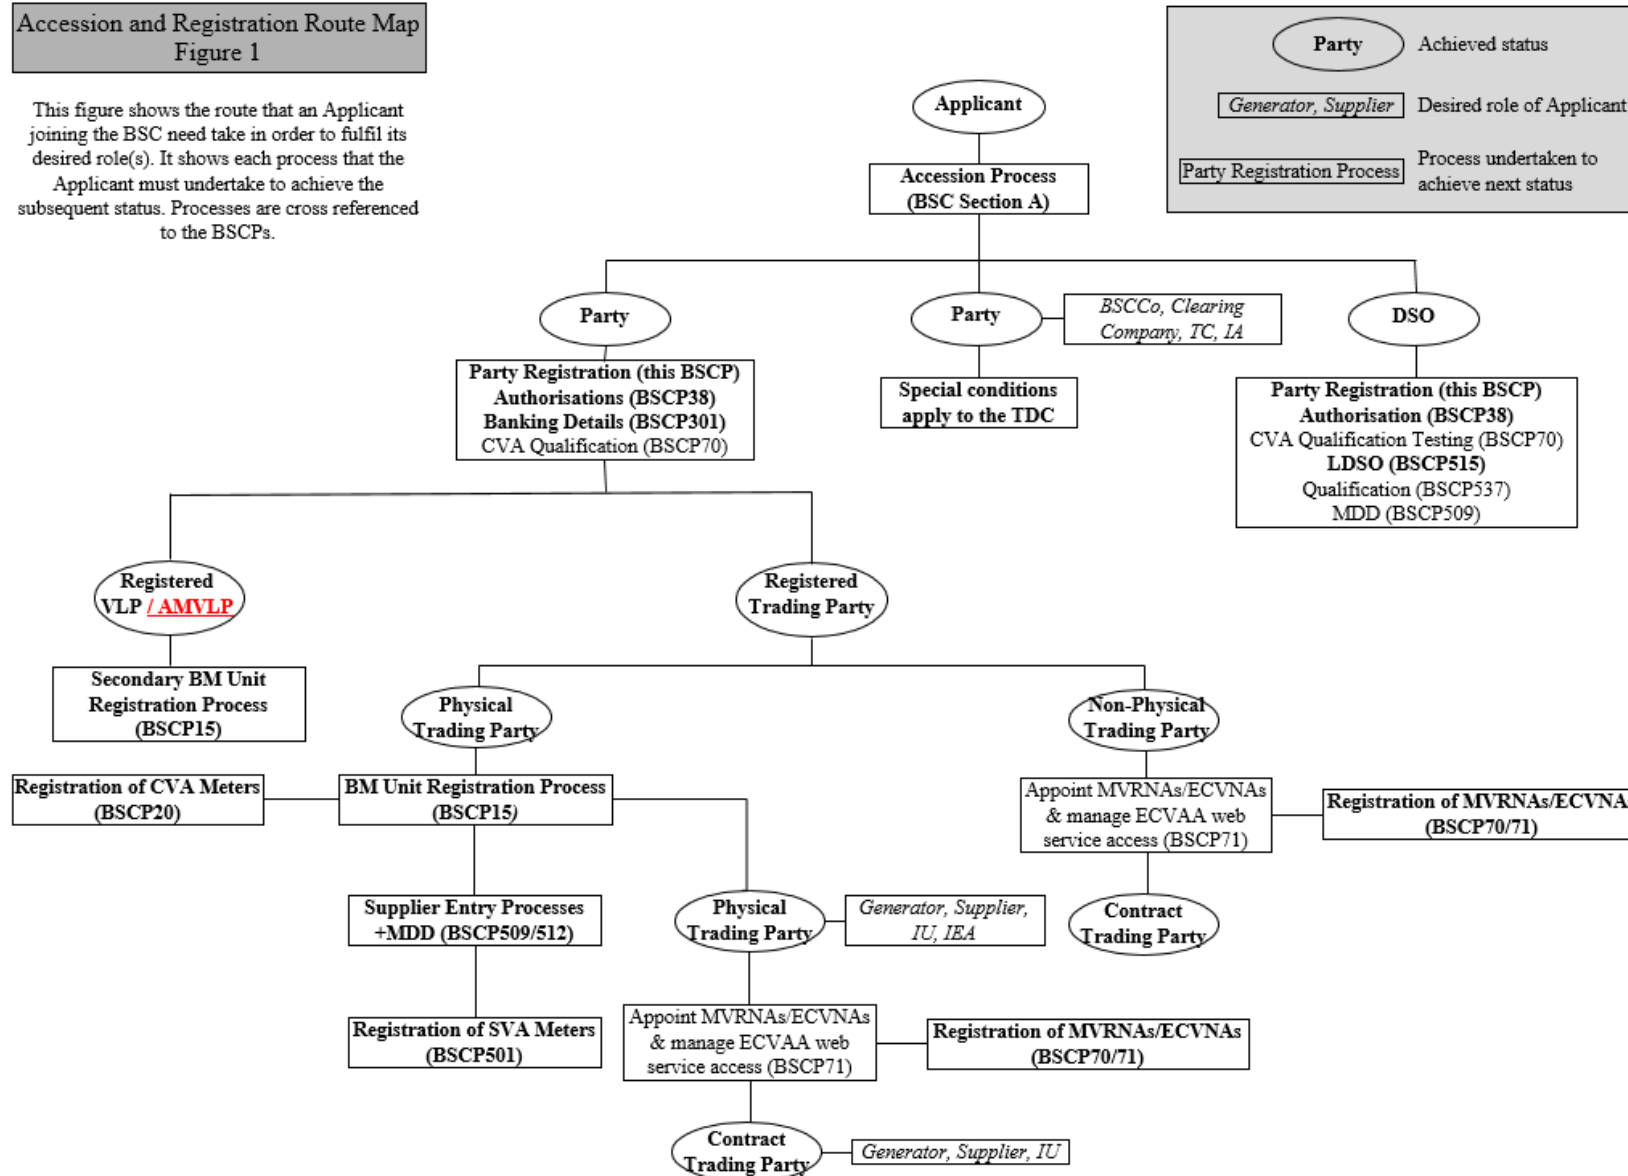 Accession and Registration Route Map
Figure 1
This figure shows the route that an Applicant
joining the BSC need take in order to fulfil its
desired role(s). It shows each process that the
Applicant must undertake to achieve the
subsequent status. Processes are cross referenced
to the BSCPs.
Party
Achieved status
Generator, Supplier
Desired role of Applicant
Party Registration Process
Process undertaken to
achieve next status
Applicant
Accession Process
(BSC Section A)
Party
Party
BSCCo, Clearing
Company, TC, IA
DSO
Party Registration (this BSCP)
Authorisations (BSCP38)
Banking Details (BSCP301)
CVA Qualification (BSCP70)
Special conditions
apply to the TDC
Party Registration (this BSCP)
Authorisation (BSCP38)
CVA Qualification Testing (BSCP70)
LDSO (BSCP515)
Qualification (BSCP537)
MDD (BSCP509)
Registered
VLP / AMVLP
Registered
Trading Party
Secondary BM Unit
Registration Process
(BSCP15)
Physical
Trading Party
Non-Physical
Trading Party
Registration of CVA Meters
(BSCP20)
BM Unit Registration Process
(BSCP15)
Appoint MVRNAs/ECVNAs
& manage ECVAA web
service access (BSCP71)
Registration of MVRNAs/ECVNAs
(BSCP70/71)
Supplier Entry Processes
+MDD (BSCP509/512)
Physical
Trading Party
Generator, Supplier,
IU, IEA
Contract
Trading Party
Registration of SVA Meters
(BSCP501)
Appoint MVRNAs/ECVNAs
& manage ECVAA web
service access (BSCP71)
Registration of MVRNAs/ECVNAs
(BSCP70/71)
Contract
Trading Party
Generator, Supplier, IU